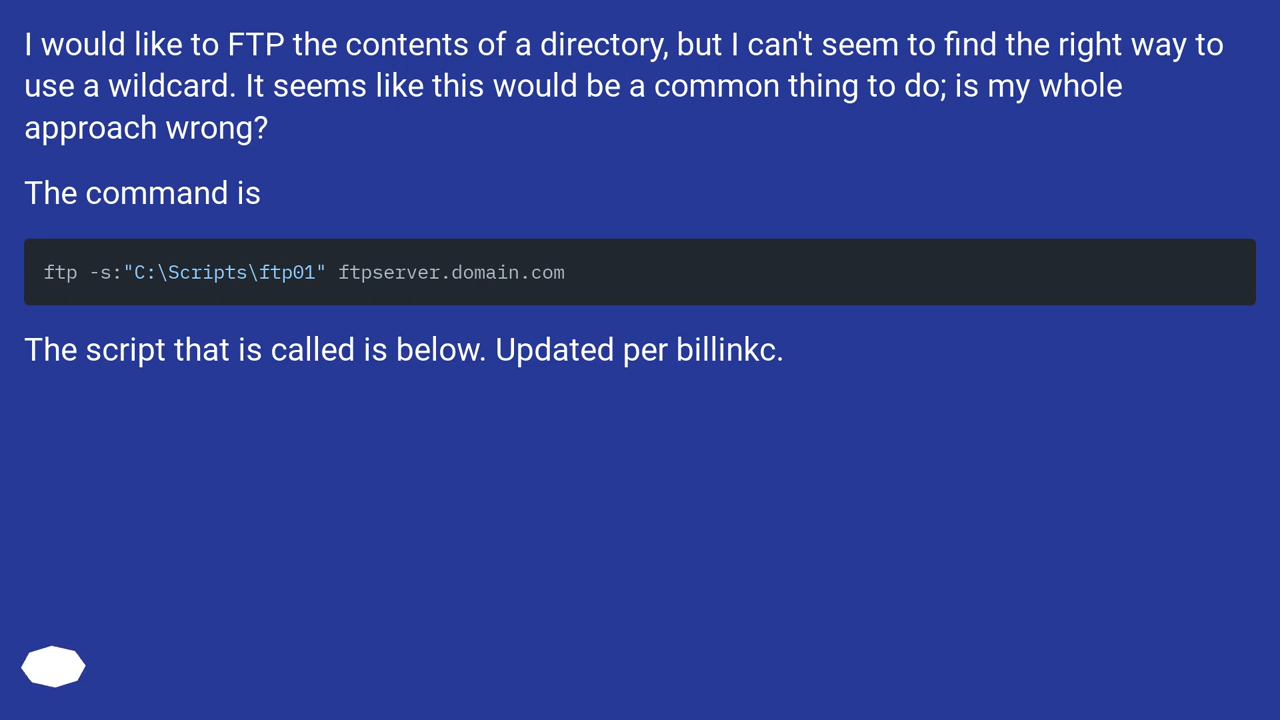 I would like to FTP the contents of a directory, but I can't seem to find the right way to
use a wildcard. It seems like this would be a common thing to do; is my whole
approach wrong?
The command is
ftp -s:"C:\Scripts\ftp01" ftpserver.domain.com
The script that is called is below. Updated per billinkc.